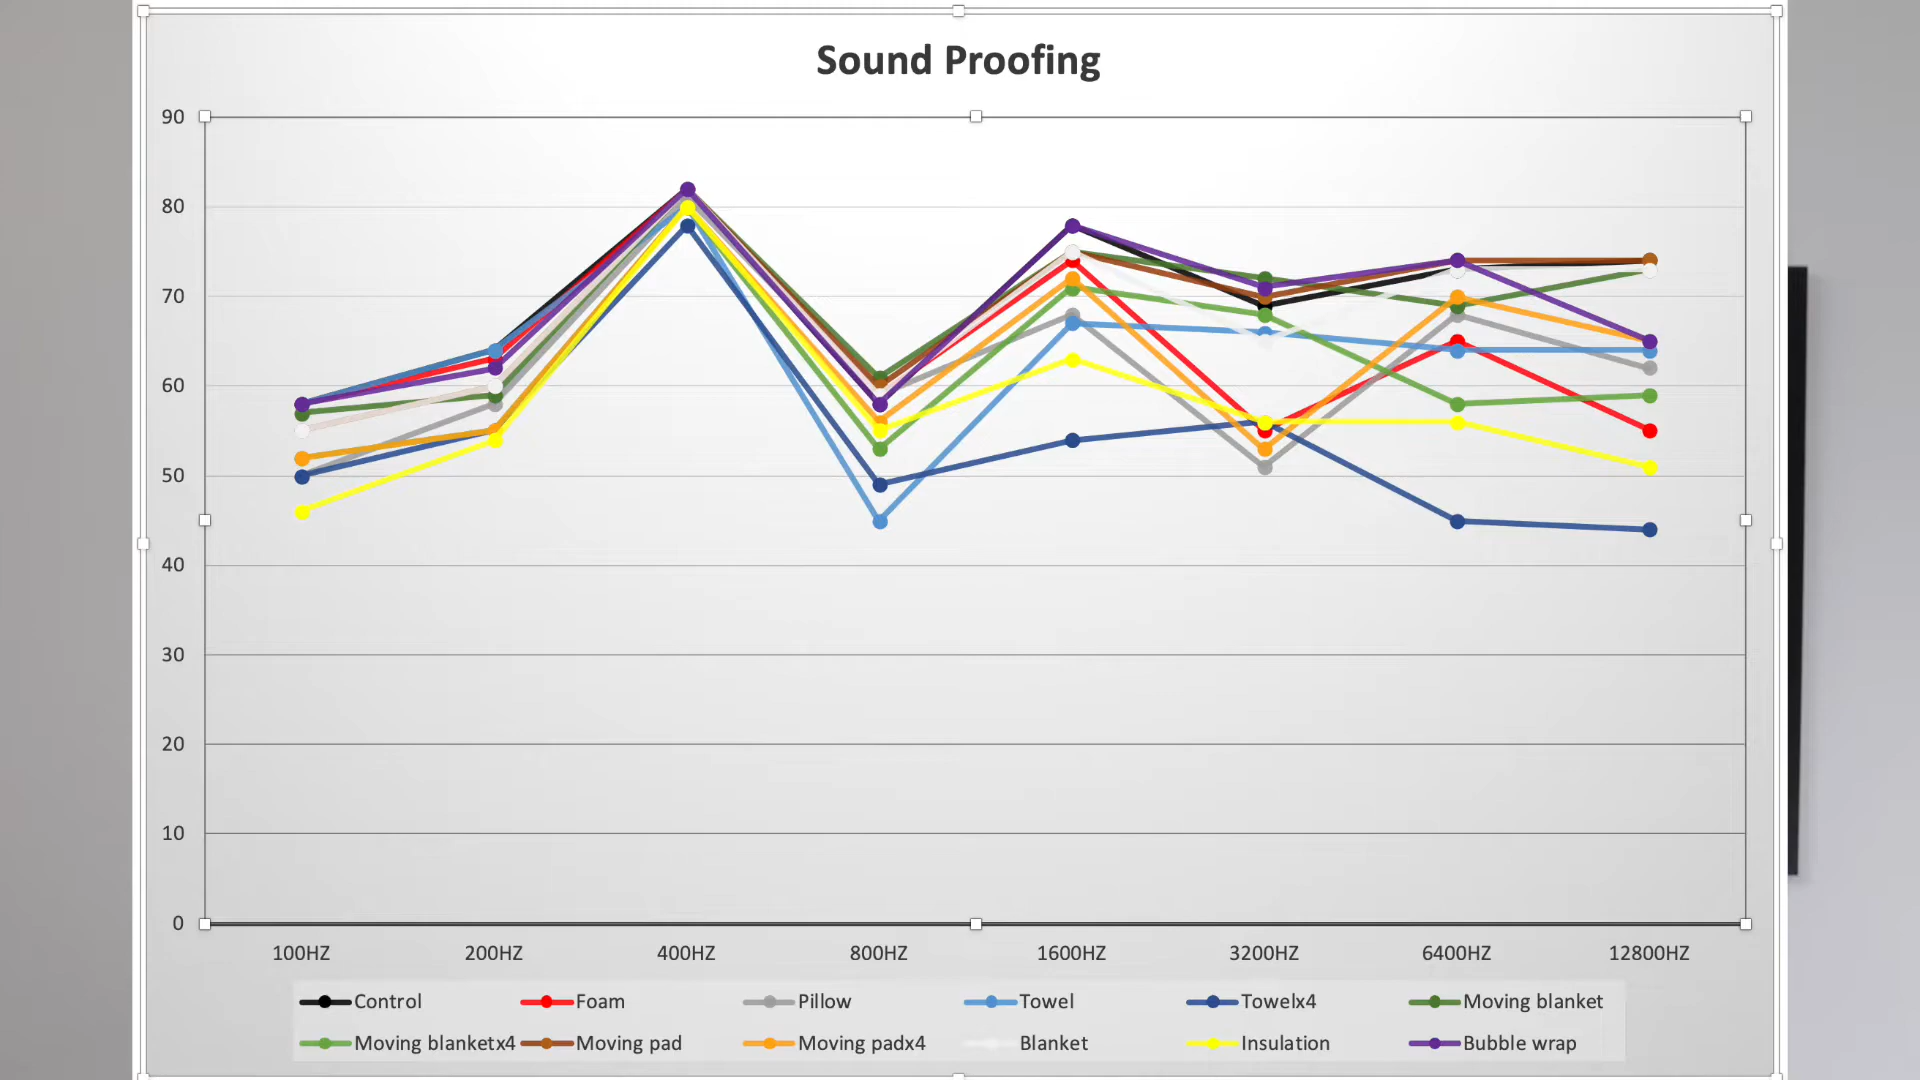 Sound Proofing
90
80
70
60
50
40
30
20
10
0
100HZ 200HZ 400HZ 800HZ 1600HZ 3200HZ 6400HZ 12800HZ
Control Foam Pillow Towel Towelx4 Moving blanket
Moving blanketx4 Moving pad Moving padx4 Blanket Insulation Bubble wrap